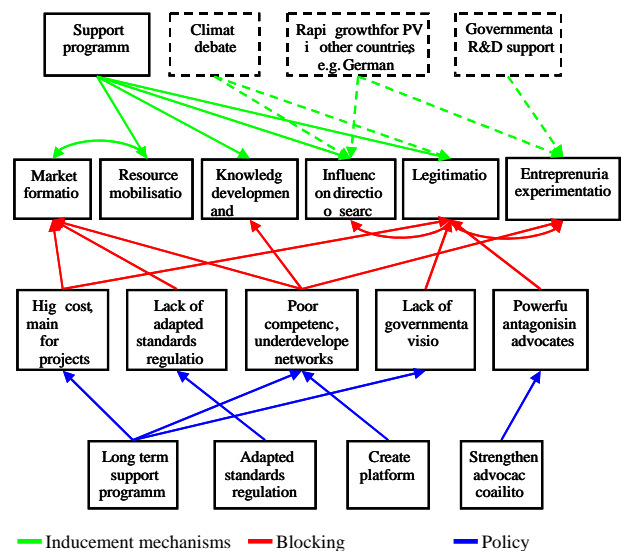 Support
programm
Climat
debate
Rapi growthfor PV
i other countries,
e.g. German
Governmenta
R&D support
Market
formatio
Resource
mobilisatio
Knowledg
developmen
and
Influenc
on directio
o searc
Legitimatio
Entreprenuria
experimentatio
Hig cost,
main
for
projects
Lack of
adapted
standards
regulatio
Poor
competenc,
underdevelope
networks
Lack of
governmenta
visio
Powerfu
antagonisin
advocates
Long term
support
programm
Adapted
standards
regulation
Create
platform
Strengthen
advocac
coailito
Inducement mechanisms
Blocking
Policy